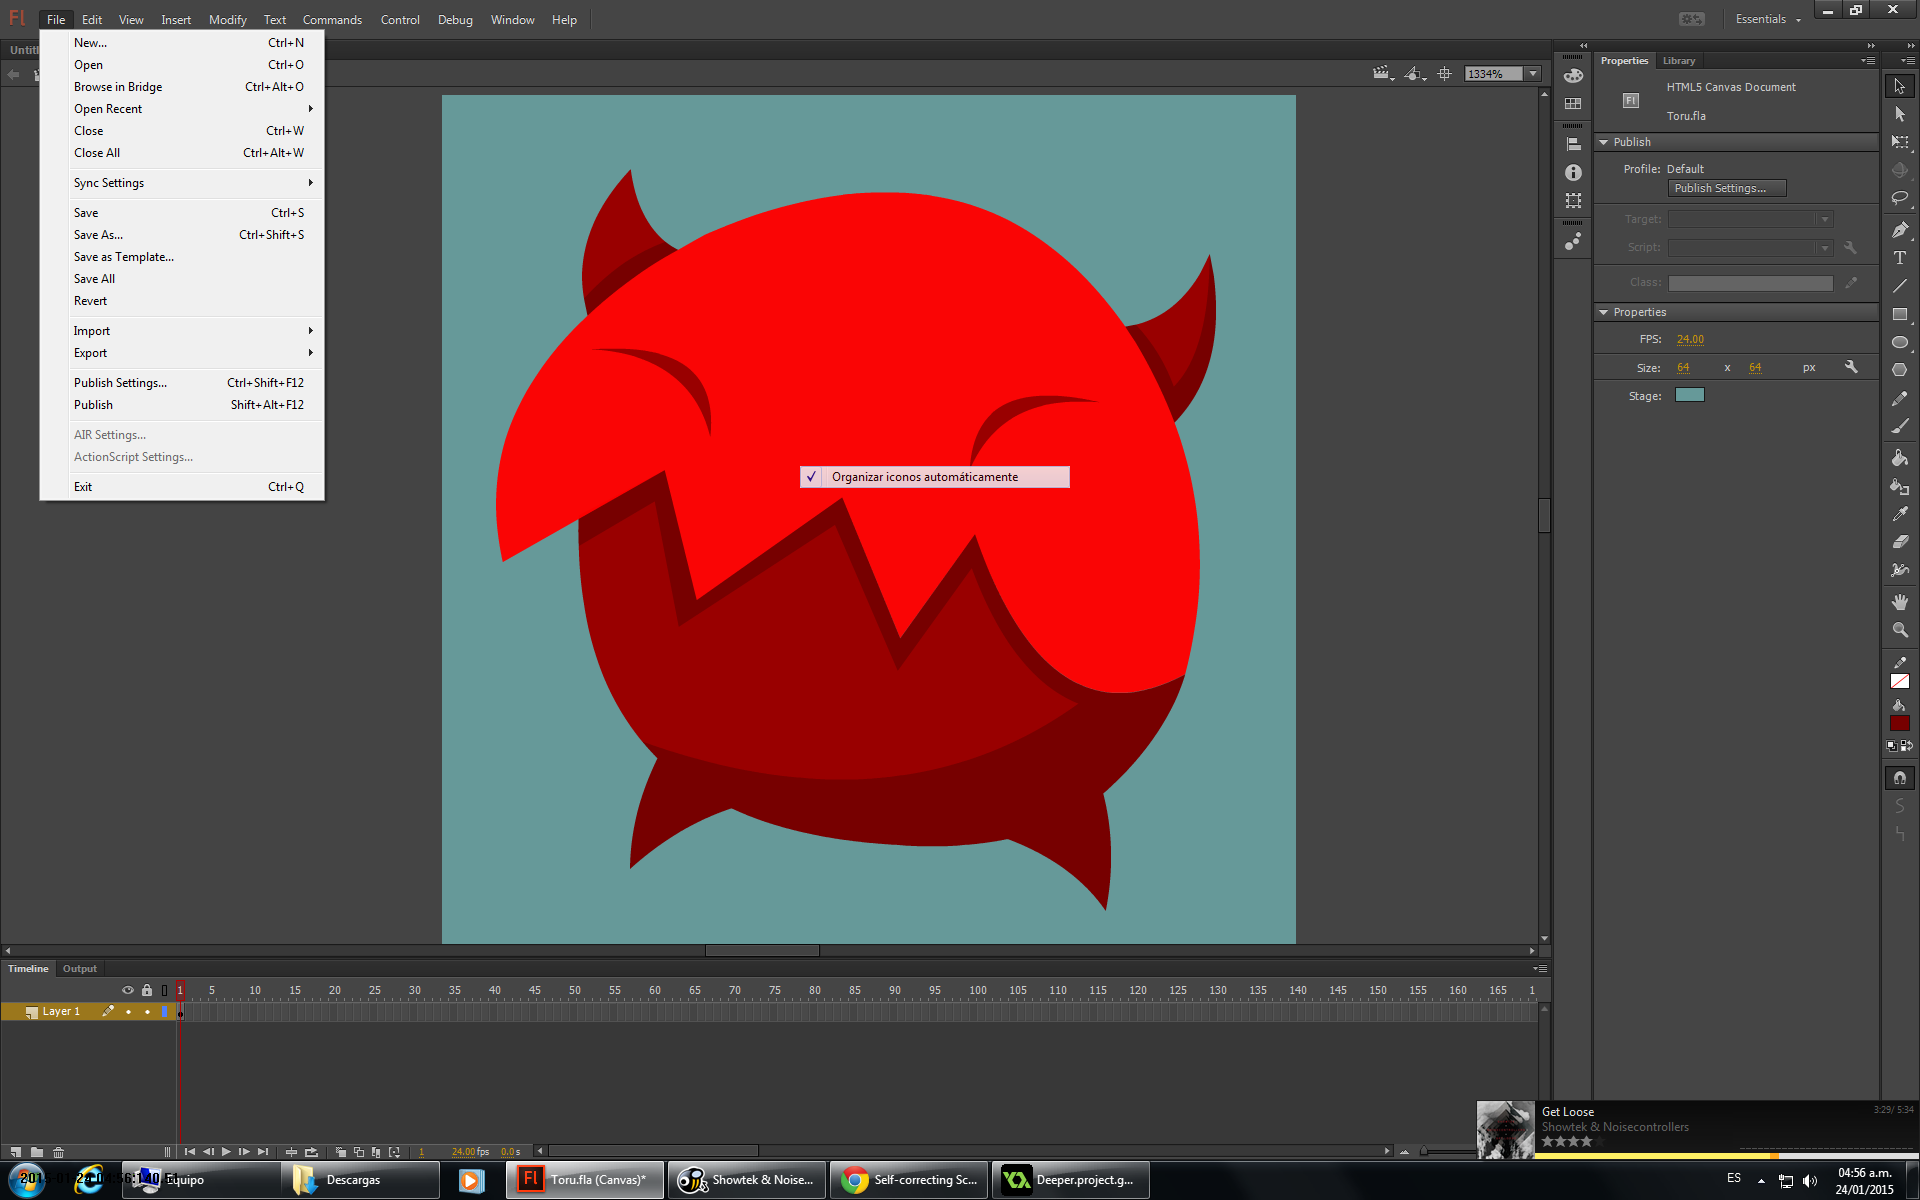 Fl File Edit View Insert Modify Text Commands Control Debug Window Help Essentials
New... Ctrl+N
Open Ctrl+O
Browse in Bridge Ctrl+Alt+O
Open Recent
Close Ctrl+W
Close All Ctrl+Alt+W
Sync Settings
Save Ctrl+S
Save As... Ctrl+Shift+S
Save as Template...
Save All
Revert
Import
Export
Publish Settings... Ctrl+Shift+F12
Publish Shift+Alt+F12
AIR Settings...
ActionScript Settings...
Exit Ctrl+Q
1334%
Organizar iconos automáticamente
Properties Library
Fl HTML5 Canvas Document
Toru.fla
Publish
Profile: Default
Publish Settings...
Target:
Script:
Class:
Properties
FPS: 24.00
Size: 64 x 64 px
Stage:
Timeline Output
1 5 10 15 20 25 30 35 40 45 50 55 60 65 70 75 80 85 90 95 100 105 110 115 120 125 130 135 140 145 150 155 160 165 1
Layer 1
1 24.00 fps 0.0 s
Get Loose 3:29/ 5:34
Showtek & Noisecontrollers
Equipo
Descargas
Fl Toru.fla (Canvas)*
Showtek & Noise...
Self-correcting Sc...
Deeper.project.g...
ES
04:56 a.m.
24/01/2015